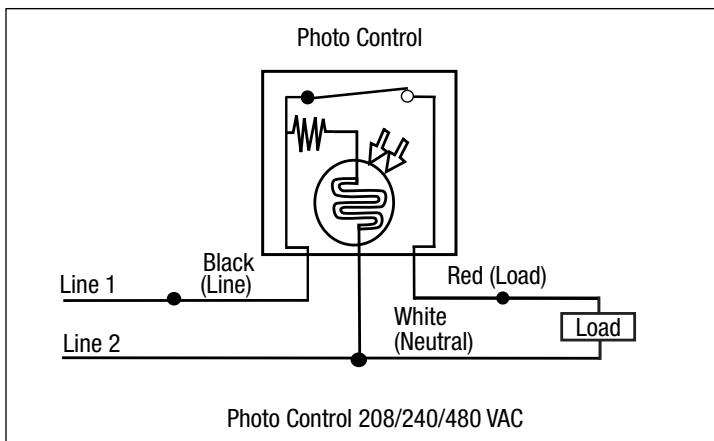 Photo Control
Black
(Line)
Line 1
Red (Load)
White
(Neutral)
Load
Line 2
Photo Control 208/240/480 VAC